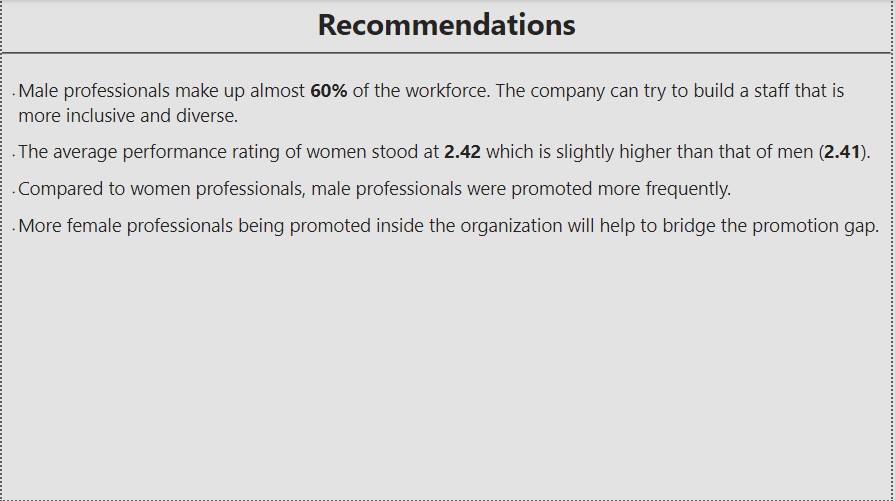 Recommendations
· Male professionals make up almost 60% of the workforce. The company can try to build a staff that is
more inclusive and diverse.
· The average performance rating of women stood at 2.42 which is slightly higher than that of men (2.41).
· Compared to women professionals, male professionals were promoted more frequently.
· More female professionals being promoted inside the organization will help to bridge the promotion gap.